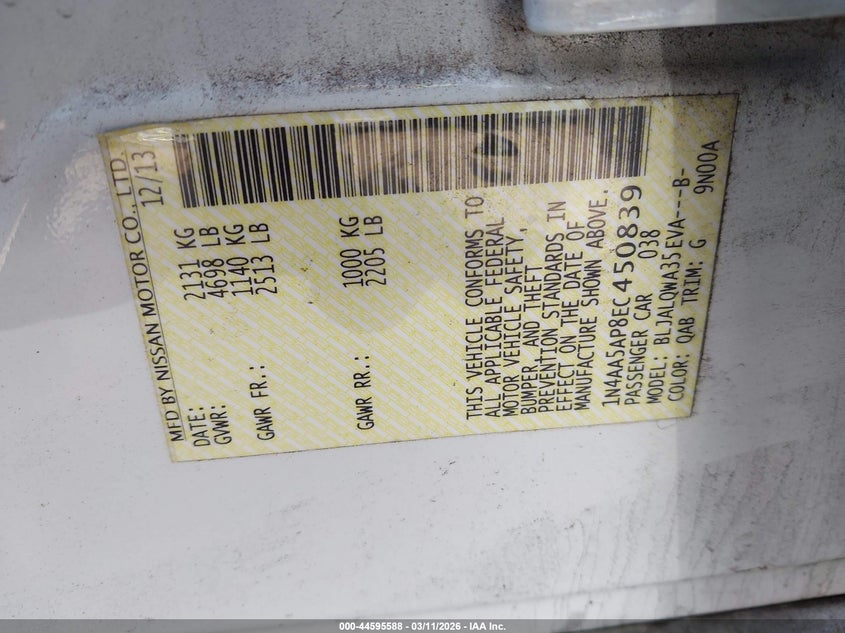 MFD BY NISSAN MOTOR CO., LTD.
DATE: 12/13
GVWR: 2131 KG
4698 LB
GAWR FR.: 1140 KG
2513 LB
GAWR RR.: 1000 KG
2205 LB
THIS VEHICLE CONFORMS TO
ALL APPLICABLE FEDERAL
MOTOR VEHICLE SAFETY,
BUMPER, AND THEFT
PREVENTION STANDARDS IN
EFFECT ON THE DATE OF
MANUFACTURE SHOWN ABOVE.
1N4AA5AP8EC450839
PASSENGER CAR 038
MODEL: BLJALQWA35EVA----B-
COLOR: QAB TRIM: G 9N00A
000-44595588 - 03/11/2026 - IAA Inc.